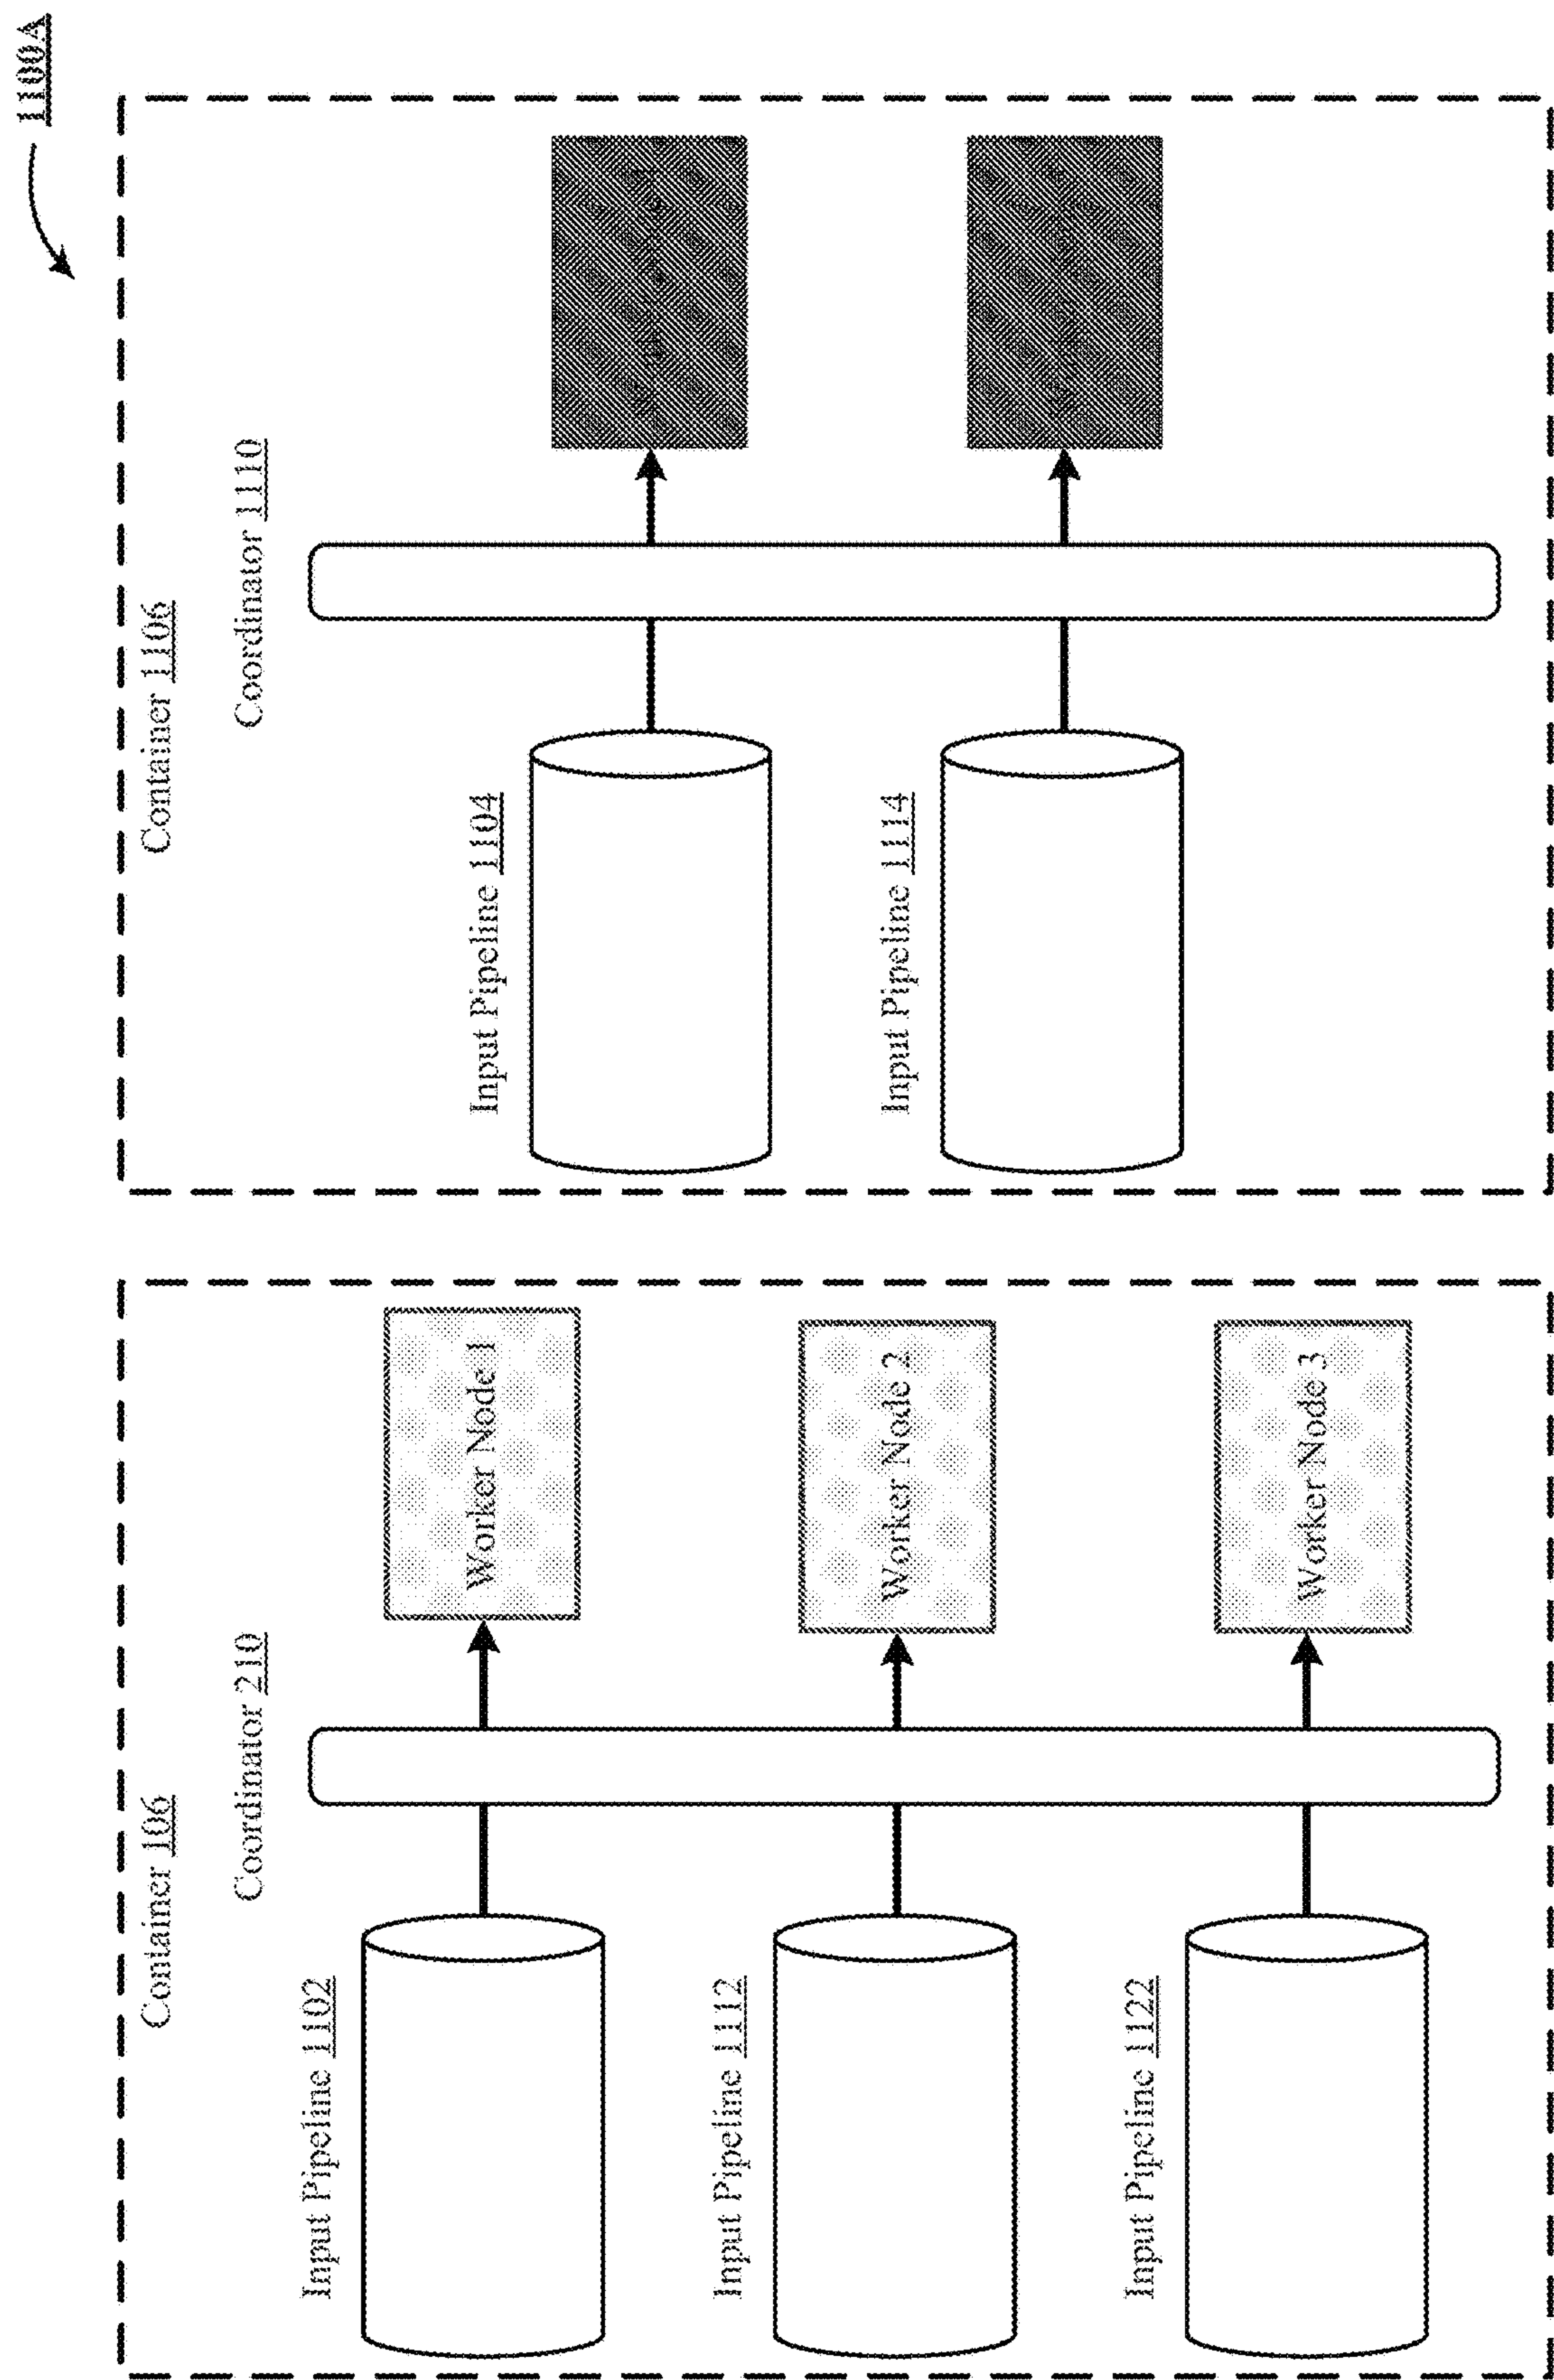 1100A
Container 106
Coordinator 210
Input Pipeline 1102
Worker Node 1
Input Pipeline 1112
Worker Node 2
Input Pipeline 1122
Worker Node 3
Container 1106
Coordinator 1110
Input Pipeline 1104
Input Pipeline 1114